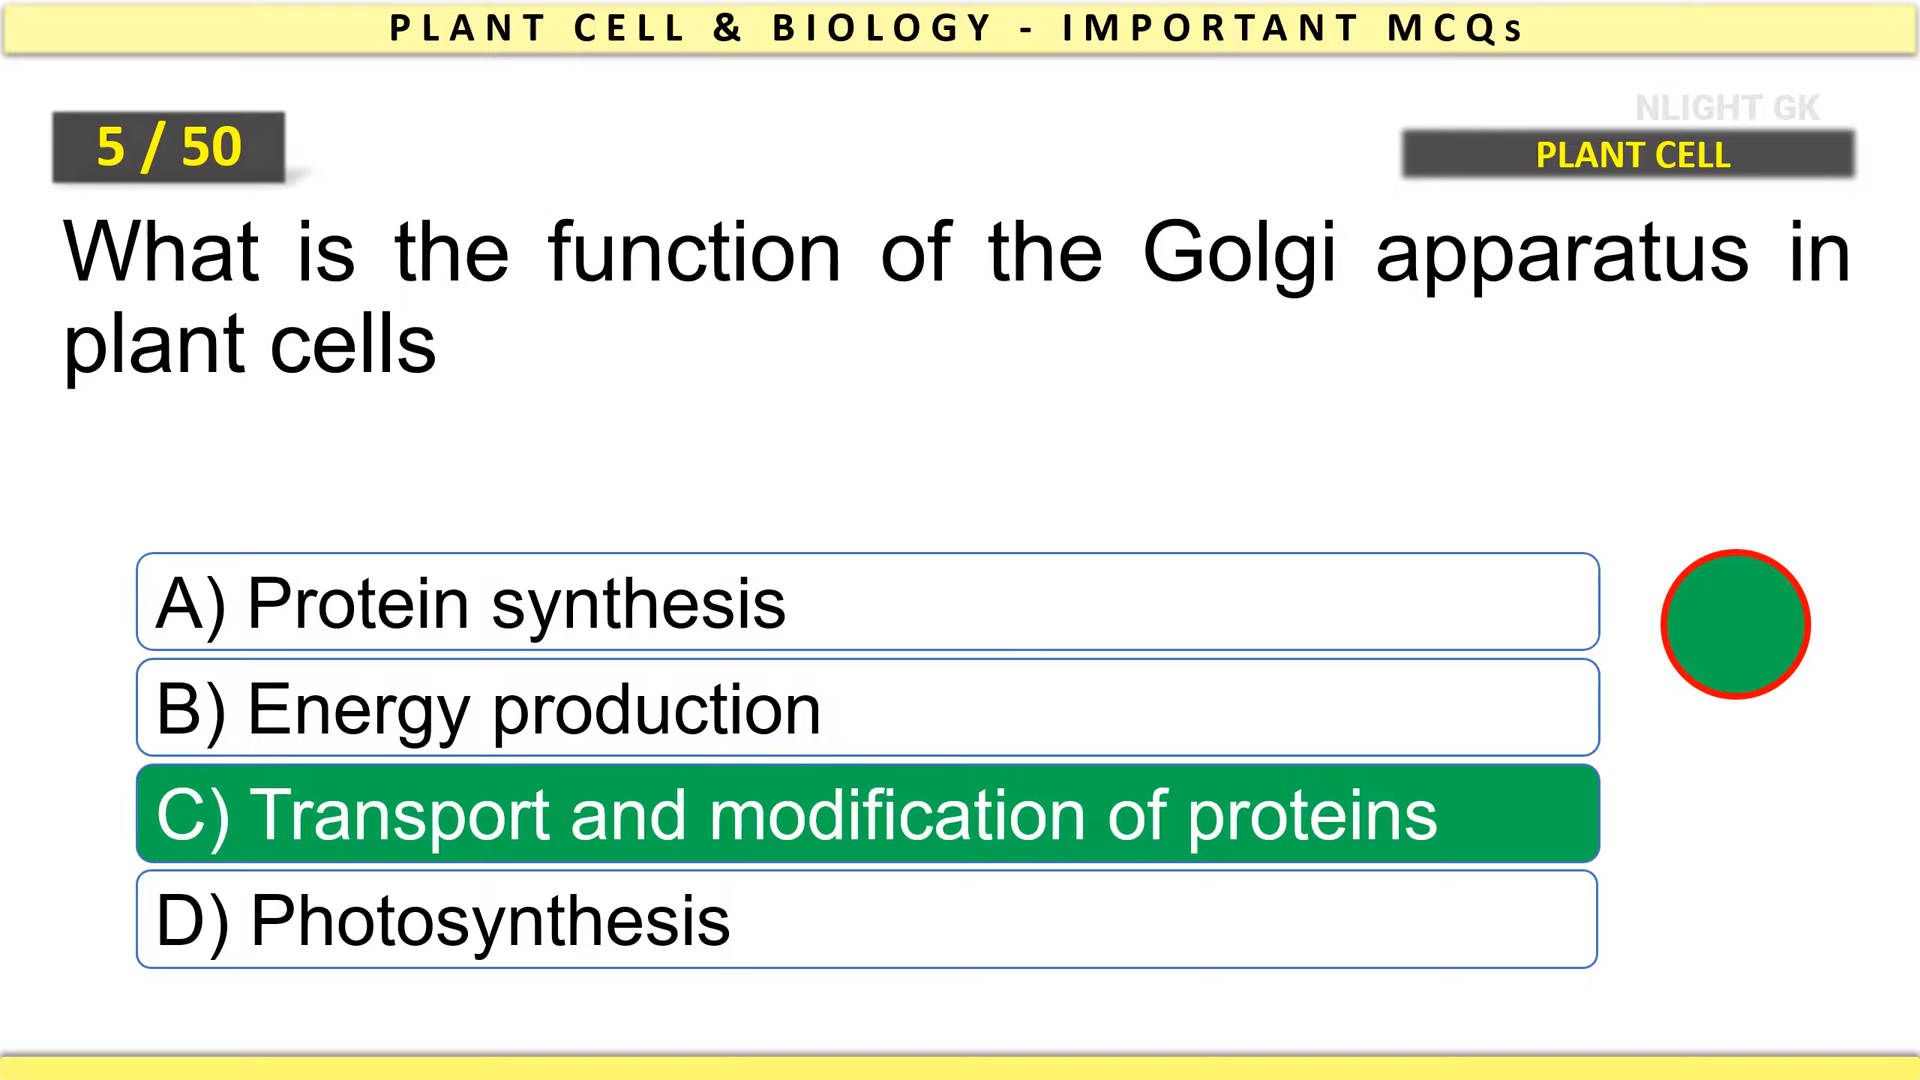 PLANT CELL & BIOLOGY - IMPORTANT MCQs
NLIGHT GK
5 / 50
PLANT CELL
What is the function of the Golgi apparatus in
plant cells
A) Protein synthesis
B) Energy production
C) Transport and modification of proteins
D) Photosynthesis